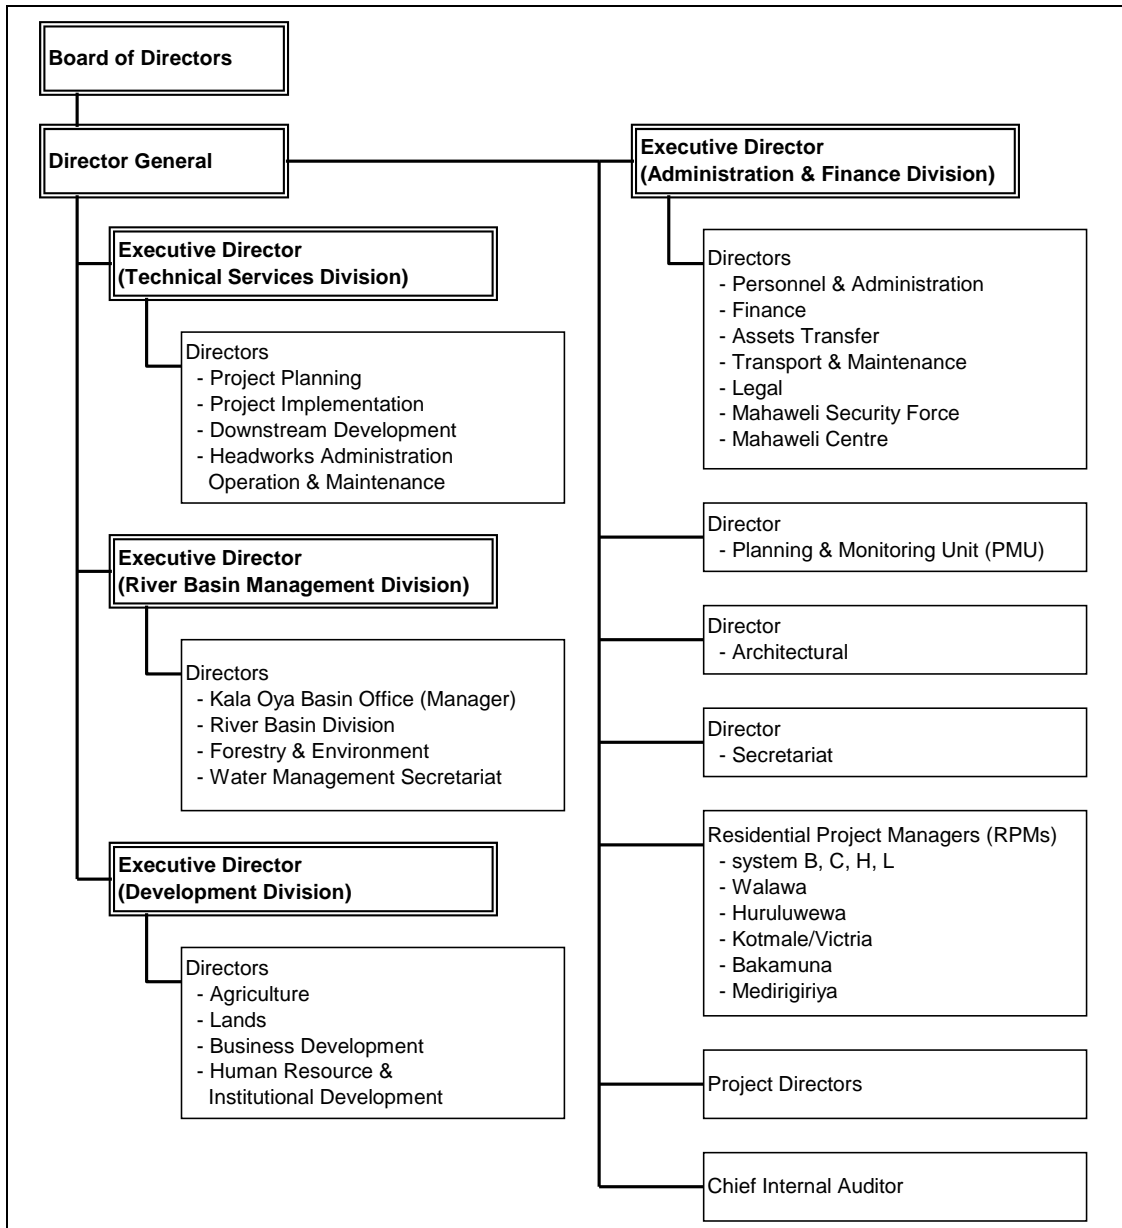 Board of Directors
Director General
Executive Director
(Technical Services Division)
Directors
- Project Planning
- Project Implementation
- Downstream Development
- Headworks Administration
Operation & Maintenance
Executive Director
(River Basin Management Division)
Directors
- Kala Oya Basin Office (Manager)
- River Basin Division
- Forestry & Environment
- Water Management Secretariat
Executive Director
(Development Division)
Directors
- Agriculture
- Lands
- Business Development
- Human Resource &
Institutional Development
Executive Director
(Administration & Finance Division)
Directors
- Personnel & Administration
- Finance
- Assets Transfer
- Transport & Maintenance
- Legal
- Mahaweli Security Force
- Mahaweli Centre
Director
- Planning & Monitoring Unit (PMU)
Director
- Architectural
Director
- Secretariat
Residential Project Managers (RPMs)
- system B, C, H, L
- Walawa
- Huruluwewa
- Kotmale/Victria
- Bakamuna
- Medirigiriya
Project Directors
Chief Internal Auditor